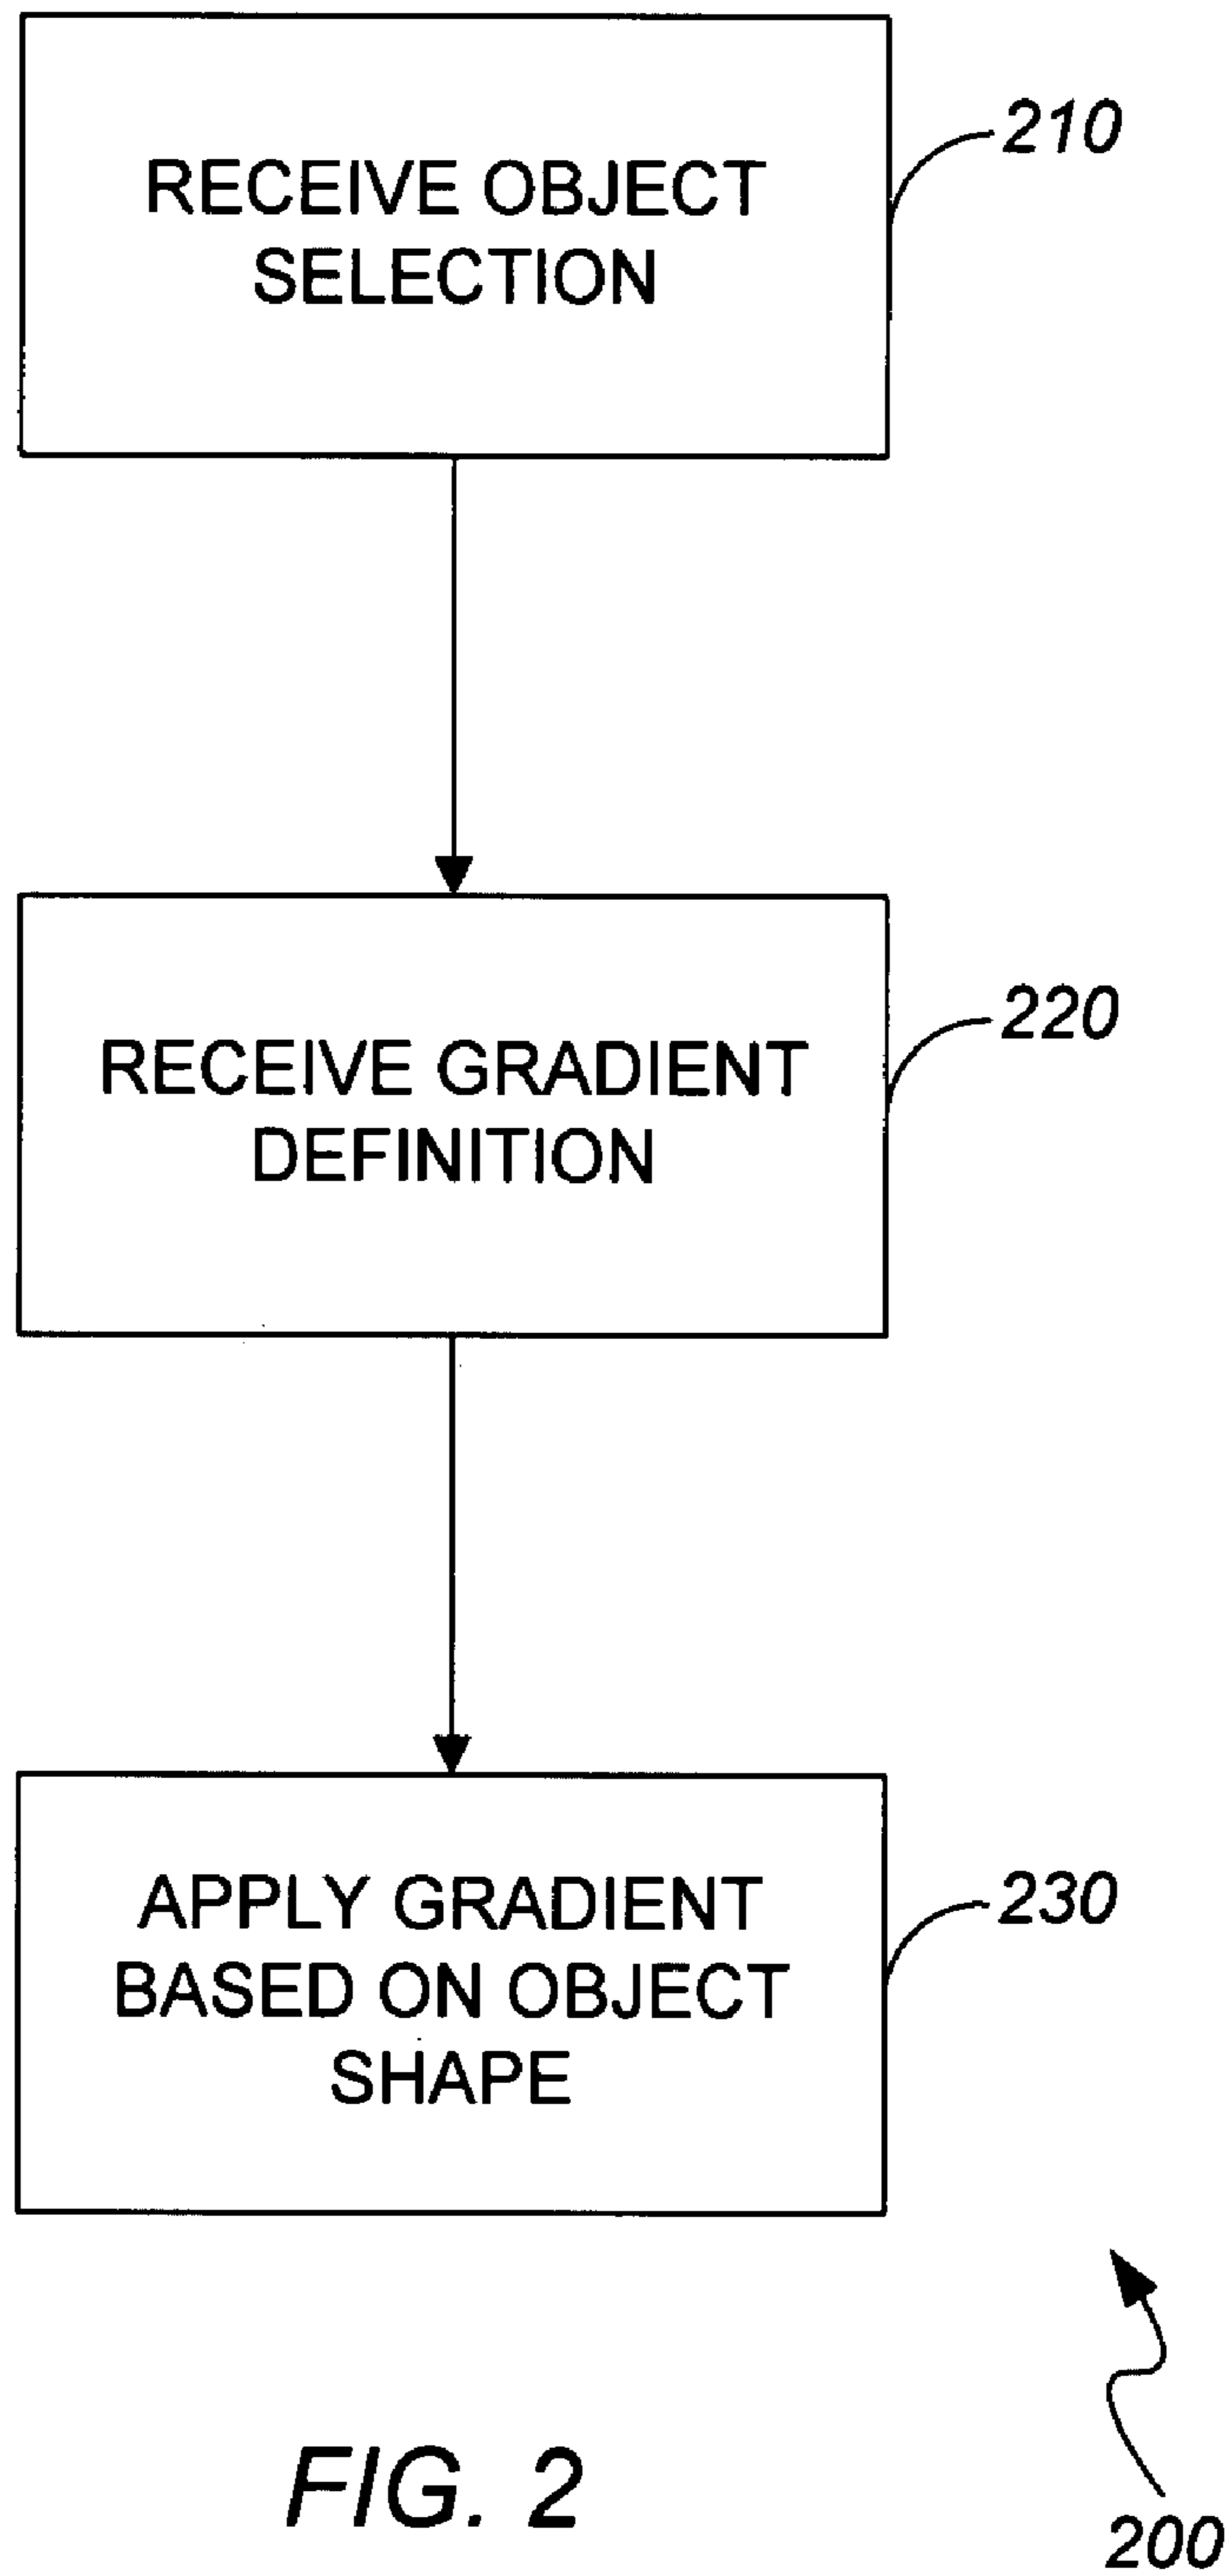 RECEIVE OBJECT
SELECTION
210
RECEIVE GRADIENT
DEFINITION
220
APPLY GRADIENT
BASED ON OBJECT
SHAPE
230
FIG. 2
200